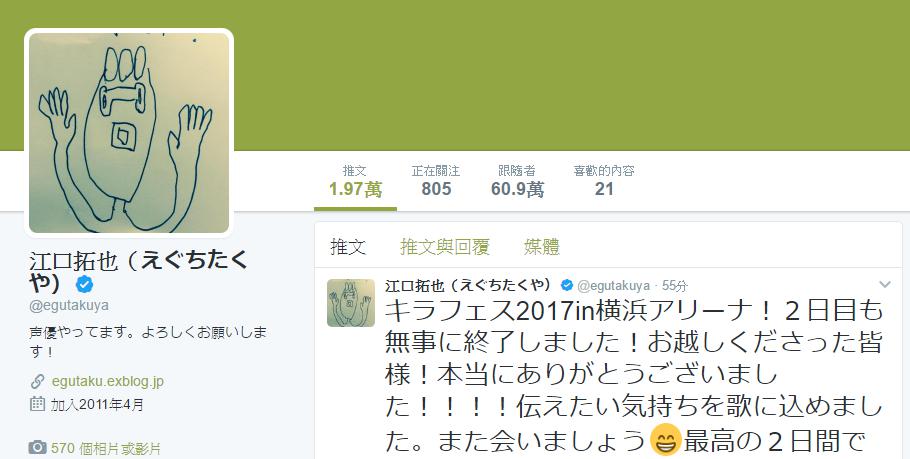 推文
正在關注
跟隨者
喜歡的內容
1.97萬
805
60.9萬
21
江口拓也（えぐちたく
や）
@egutakuya
声優やってます。よろしくお願いしま
す！
egutaku.exblog.jp
加入2011年4月
570 個相片或影片
推文
推文與回覆
媒體
江口拓也（えぐちたくや） @egutakuya · 55分
キラフェス2017in横浜アリーナ！２日目も
無事に終了しました！お越しくださった皆
様！本当にありがとうございまし
た！！！！伝えたい気持ちを歌に込めまし
た。また会いましょう😄最高の２日間で